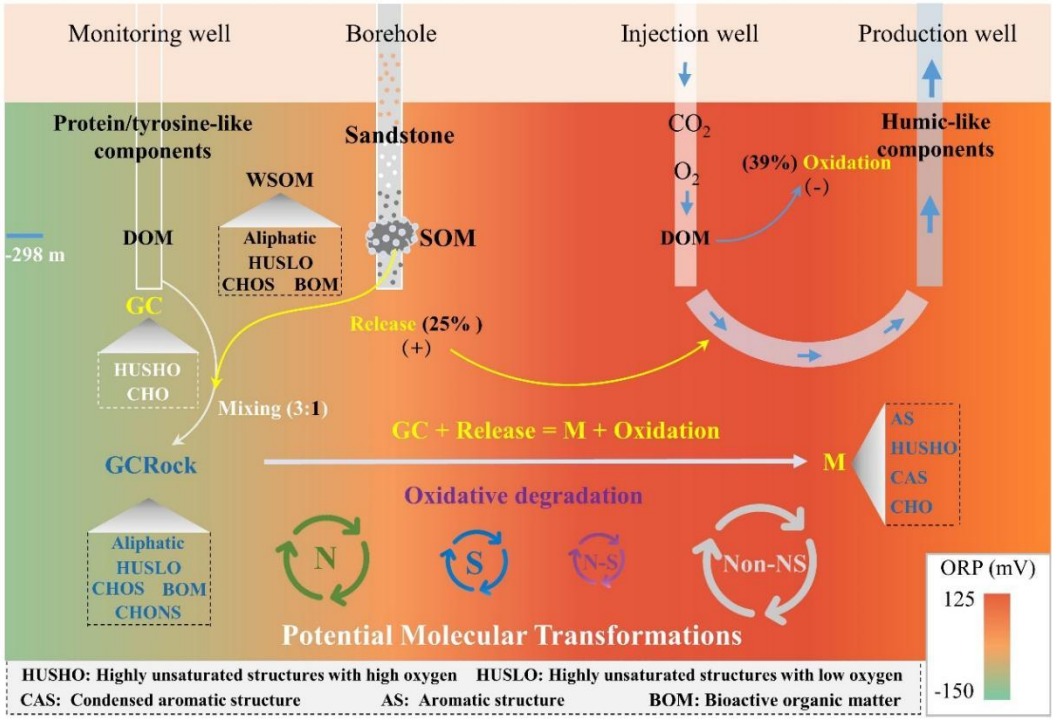 Monitoring well
Borehole
Injection well
Production well
Protein/tyrosine-like
components
Sandstone
CO₂
Humic-like
components
O₂
(39%) Oxidation
(-)
WSOM
DOM
SOM
DOM
-298 m
Aliphatic
HUSLO
CHOS BOM
GC
Release (25% )
(+)
HUSHO
CHO
Mixing (3:1)
GC + Release = M + Oxidation
GCRock
M
AS
HUSHO
CAS
CHO
Oxidative degradation
Aliphatic
HUSLO
CHOS BOM
CHONS
N
S
N-S
Non-NS
Potential Molecular Transformations
ORP (mV)
125
-150
HUSHO: Highly unsaturated structures with high oxygen HUSLO: Highly unsaturated structures with low oxygen
CAS: Condensed aromatic structure AS: Aromatic structure BOM: Bioactive organic matter